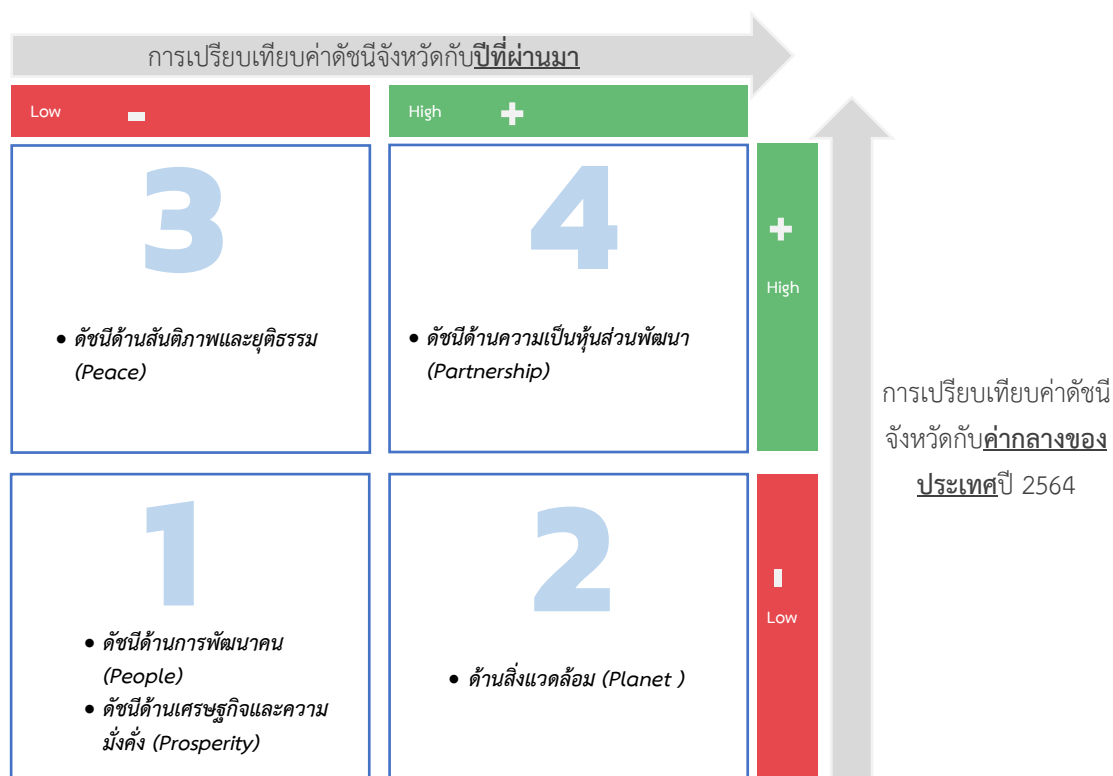 การเปรียบเทียบค่าดัชนีจังหวัดกับปีที่ผ่านมา
Low -
High +
3
• ดัชนีด้านสันติภาพและยุติธรรม
(Peace)
4
• ดัชนีด้านความเป็นหุ้นส่วนพัฒนา
(Partnership)
+
High
การเปรียบเทียบค่าดัชนี
จังหวัดกับค่ากลางของ
ประเทศปี 2564
1
• ดัชนีด้านการพัฒนาคน
(People)
• ดัชนีด้านเศรษฐกิจและความ
มั่งคั่ง (Prosperity)
2
• ด้านสิ่งแวดล้อม (Planet )
-
Low